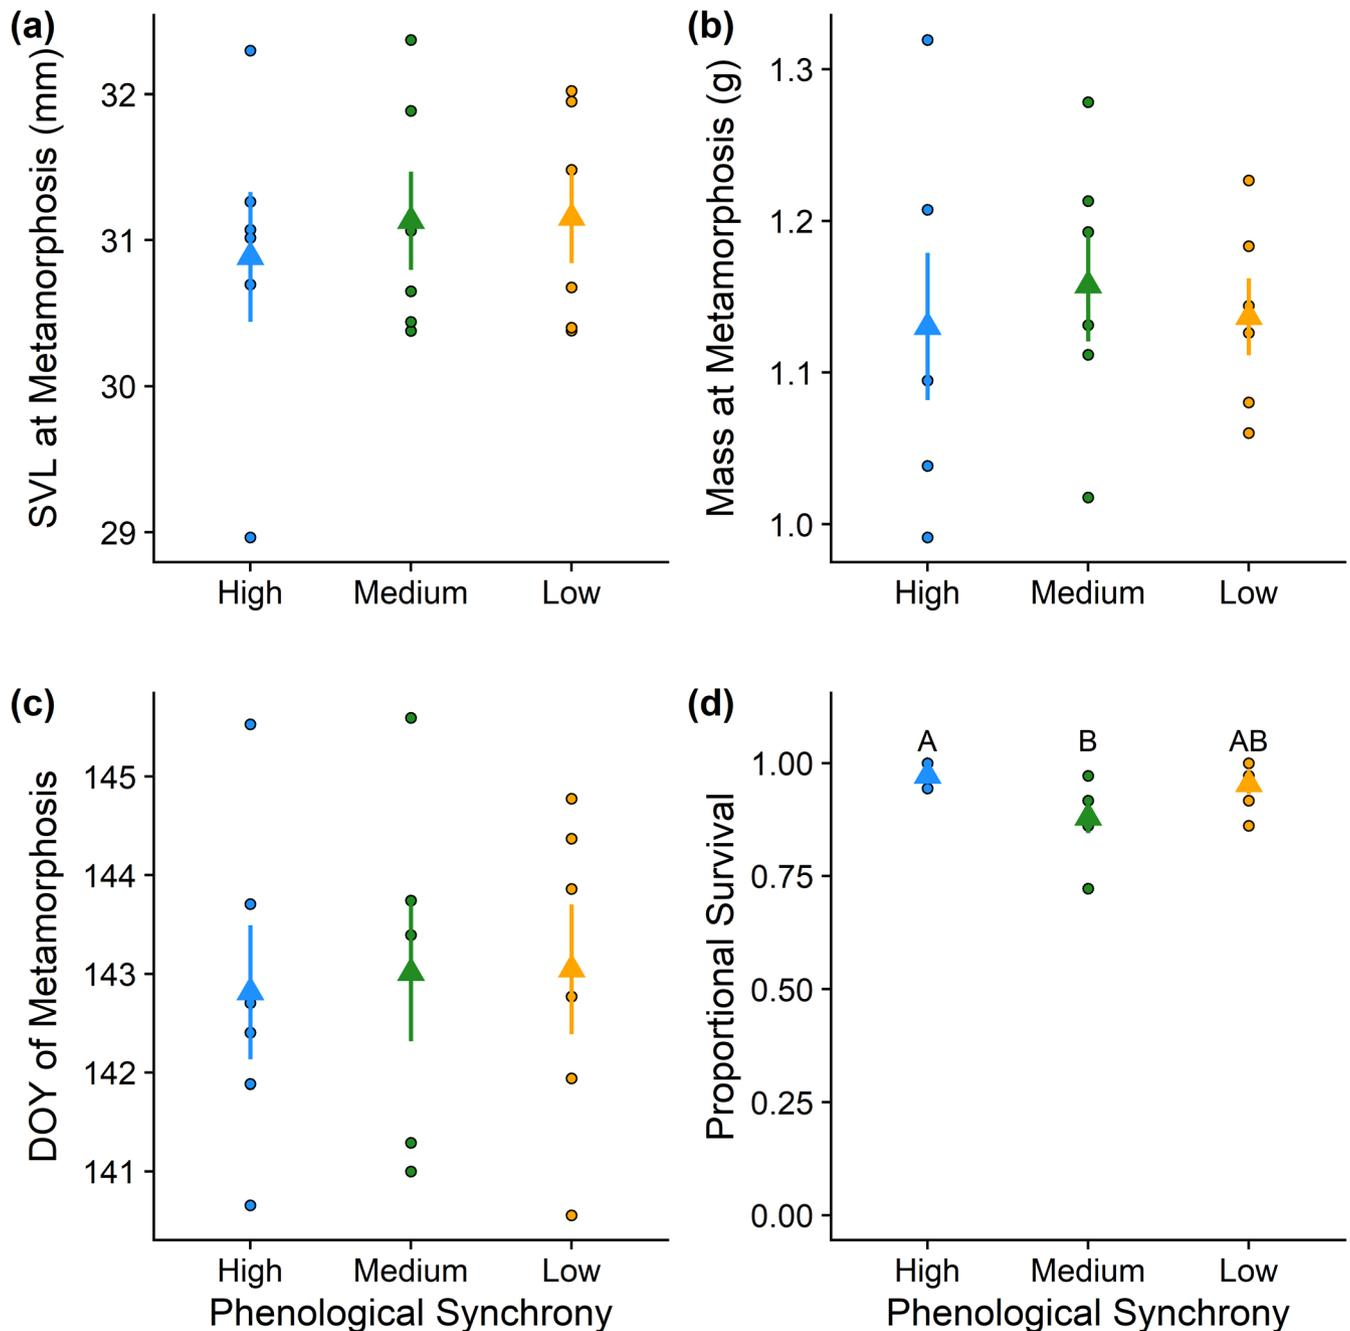 (a)
SVL at Metamorphosis (mm)
32
31
30
29
High Medium Low
(b)
Mass at Metamorphosis (g)
1.3
1.2
1.1
1.0
High Medium Low
(c)
DOY of Metamorphosis
145
144
143
142
141
High Medium Low
Phenological Synchrony
(d)
Proportional Survival
A B AB
1.00
0.75
0.50
0.25
0.00
High Medium Low
Phenological Synchrony